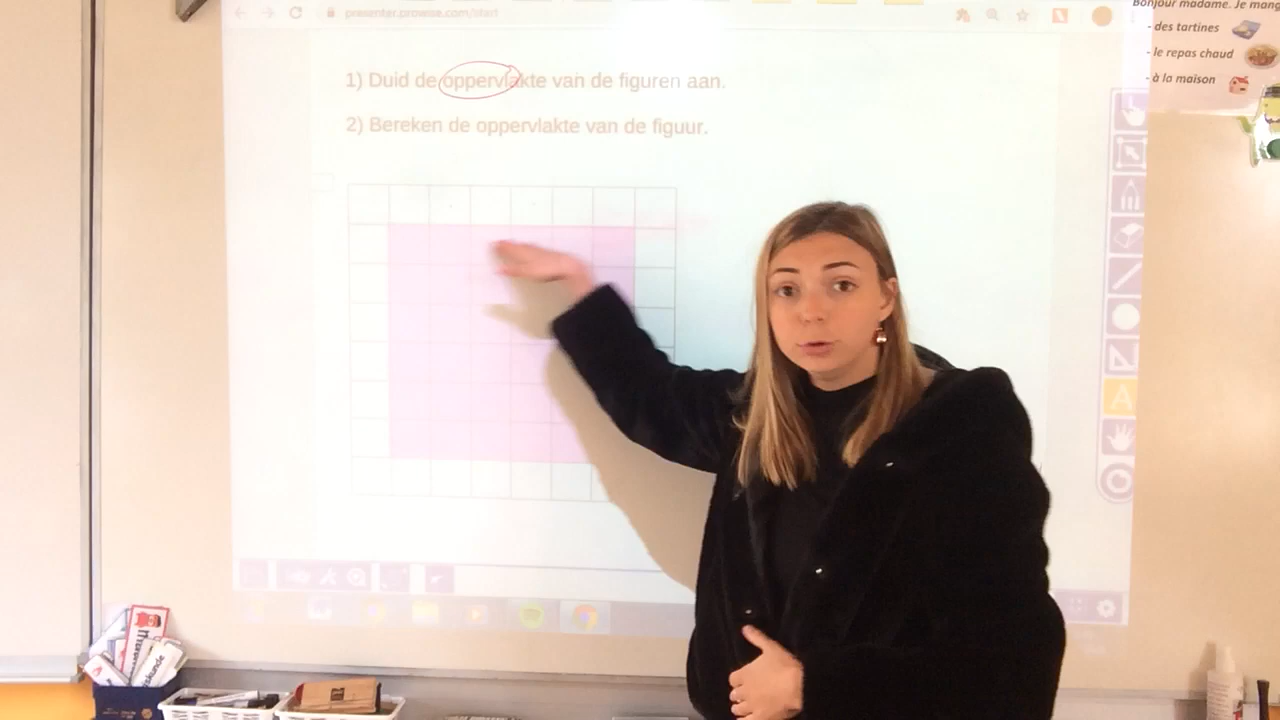 presenter.prowise.com/start
Bonjour madame. Je mang
- des tartines
- le repas chaud
- à la maison
1) Duid de oppervlakte van de figuren aan.
2) Bereken de oppervlakte van de figuur.
A